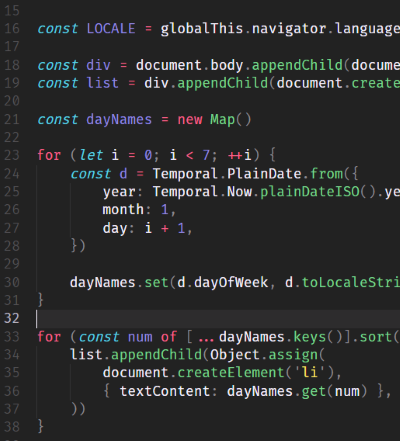 15
16 const LOCALE = globalThis.navigator.language
17
18 const div = document.body.appendChild(docume
19 const list = div.appendChild(document.create
20
21 const dayNames = new Map()
22
23 for (let i = 0; i < 7; ++i) {
24 const d = Temporal.PlainDate.from({
25 year: Temporal.Now.plainDateISO().ye
26 month: 1,
27 day: i + 1,
28 })
29
30 dayNames.set(d.dayOfWeek, d.toLocaleStri
31 }
32
33 for (const num of [...dayNames.keys()].sort(
34 list.appendChild(Object.assign(
35 document.createElement('li'),
36 { textContent: dayNames.get(num) },
37 ))
38 }